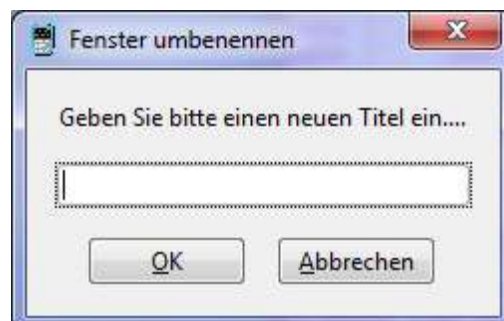 Fenster umbenennen
Geben Sie bitte einen neuen Titel ein....
OK
Abbrechen